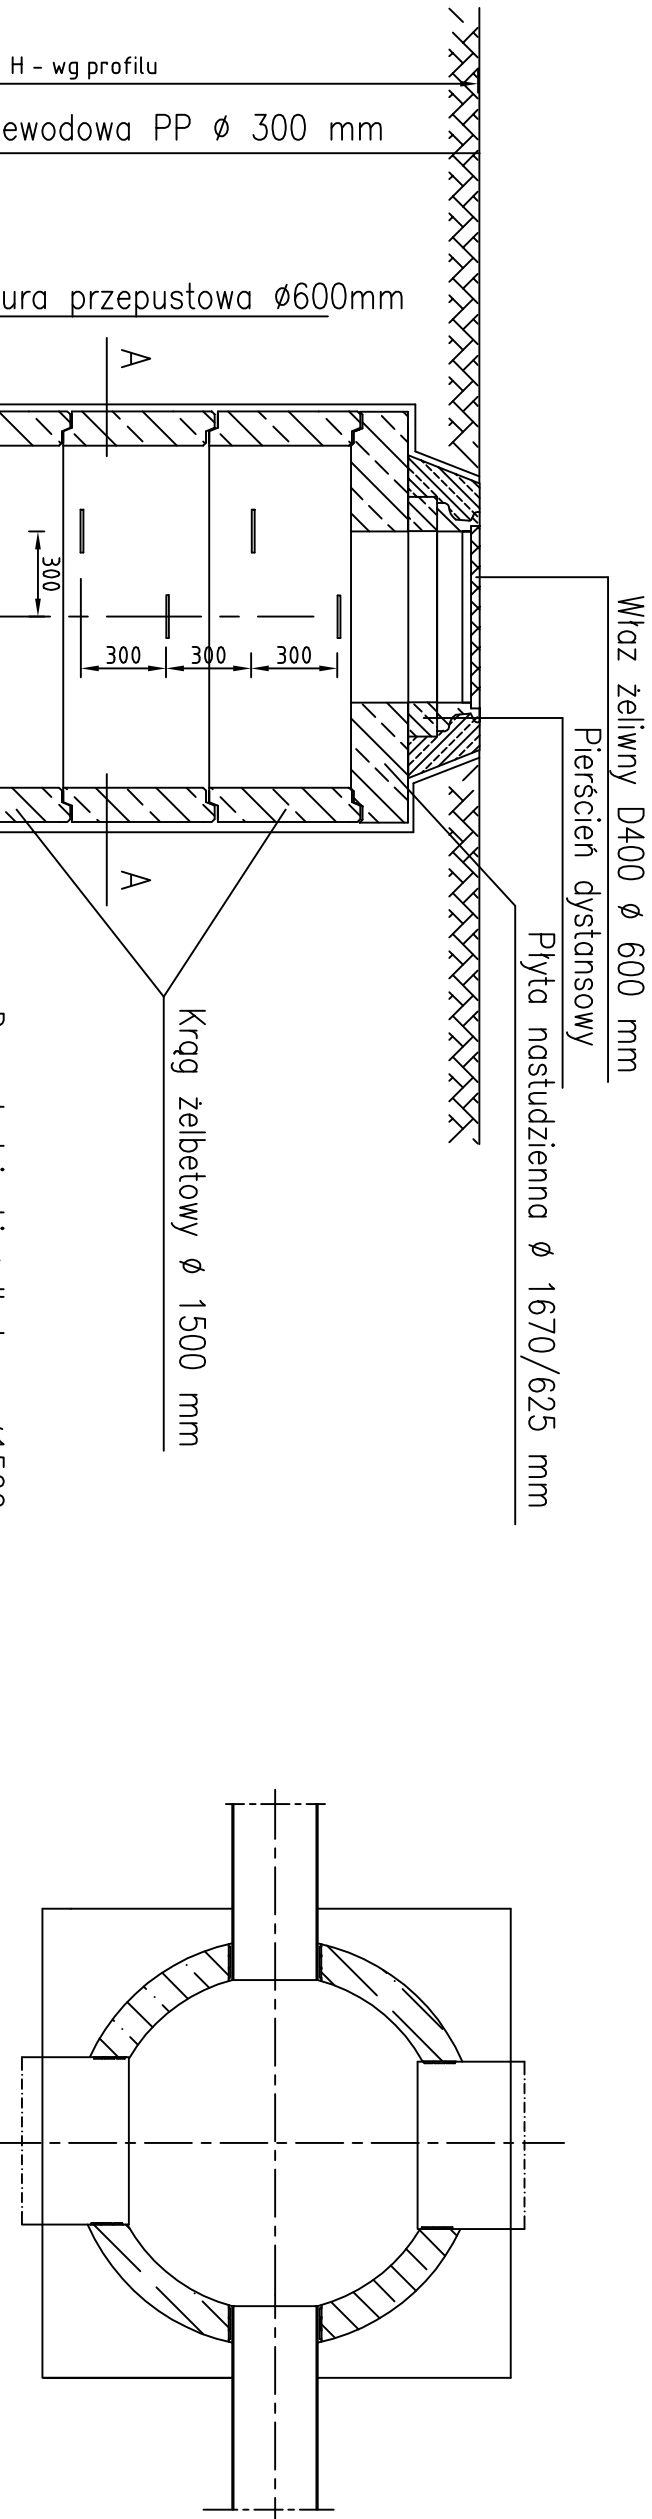 H - wg profilu
ewodowa PP ø 300 mm
ura przepustowa ø600mm
A
300
300
300
300
A
Właz żeliwny D400 ø 600 mm
Pierścień dystansowy
Płyta nastudzienna ø 1670/625 mm
Krąg żelbetowy ø 1500 mm